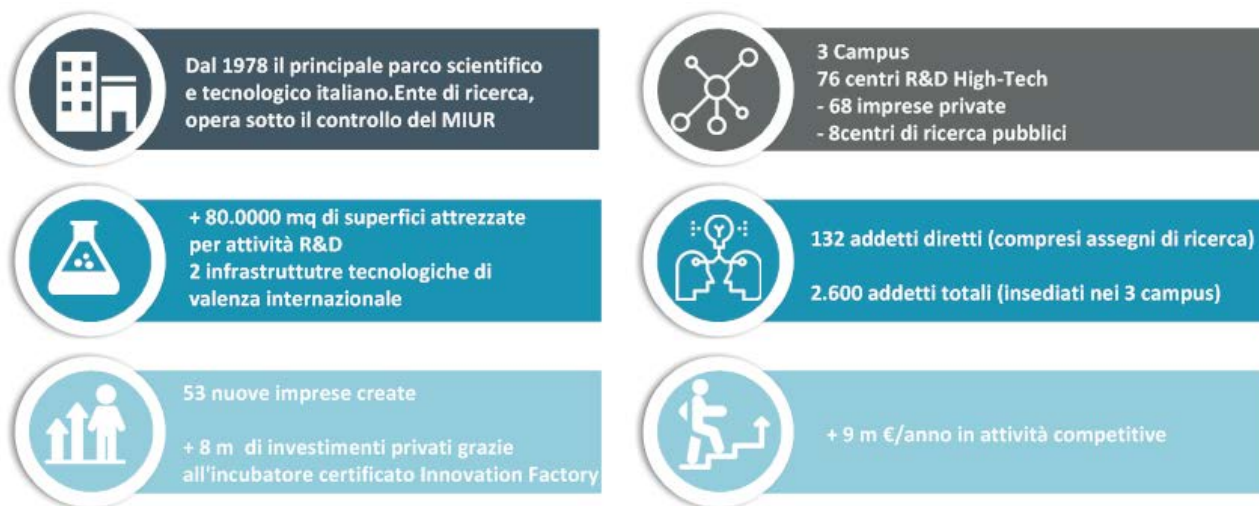 Dal 1978 il principale parco scientifico
e tecnologico italiano.Ente di ricerca,
opera sotto il controllo del MIUR
3 Campus
76 centri R&D High-Tech
- 68 imprese private
- 8centri di ricerca pubblici
+ 80.0000 mq di superfici attrezzate
per attività R&D
2 infrastruttutre tecnologiche di
valenza internazionale
132 addetti diretti (compresi assegni di ricerca)
2.600 addetti totali (insediati nei 3 campus)
53 nuove imprese create
+ 8 m di investimenti privati grazie
all'incubatore certificato Innovation Factory
+ 9 m €/anno in attività competitive